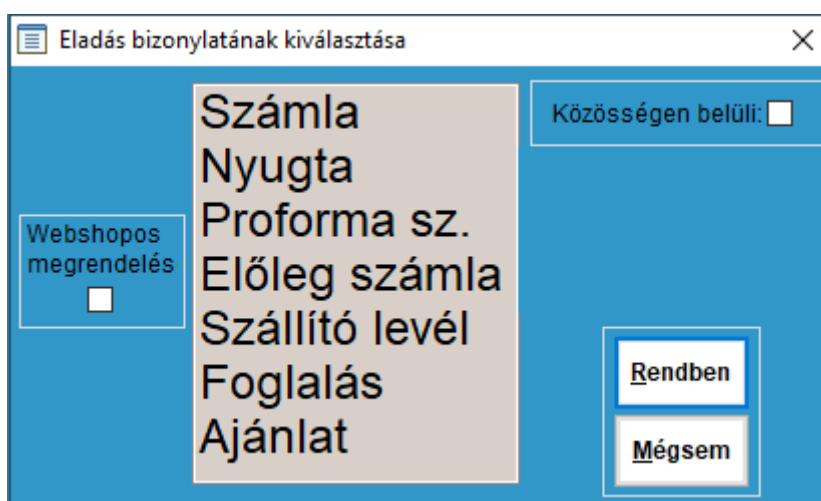 Eladás bizonylatának kiválasztása
Számla
Nyugta
Proforma sz.
Előleg számla
Szállító levél
Foglalás
Ajánlat
Közösségen belüli:
Webshopos
megrendelés
Rendben
Mégsem